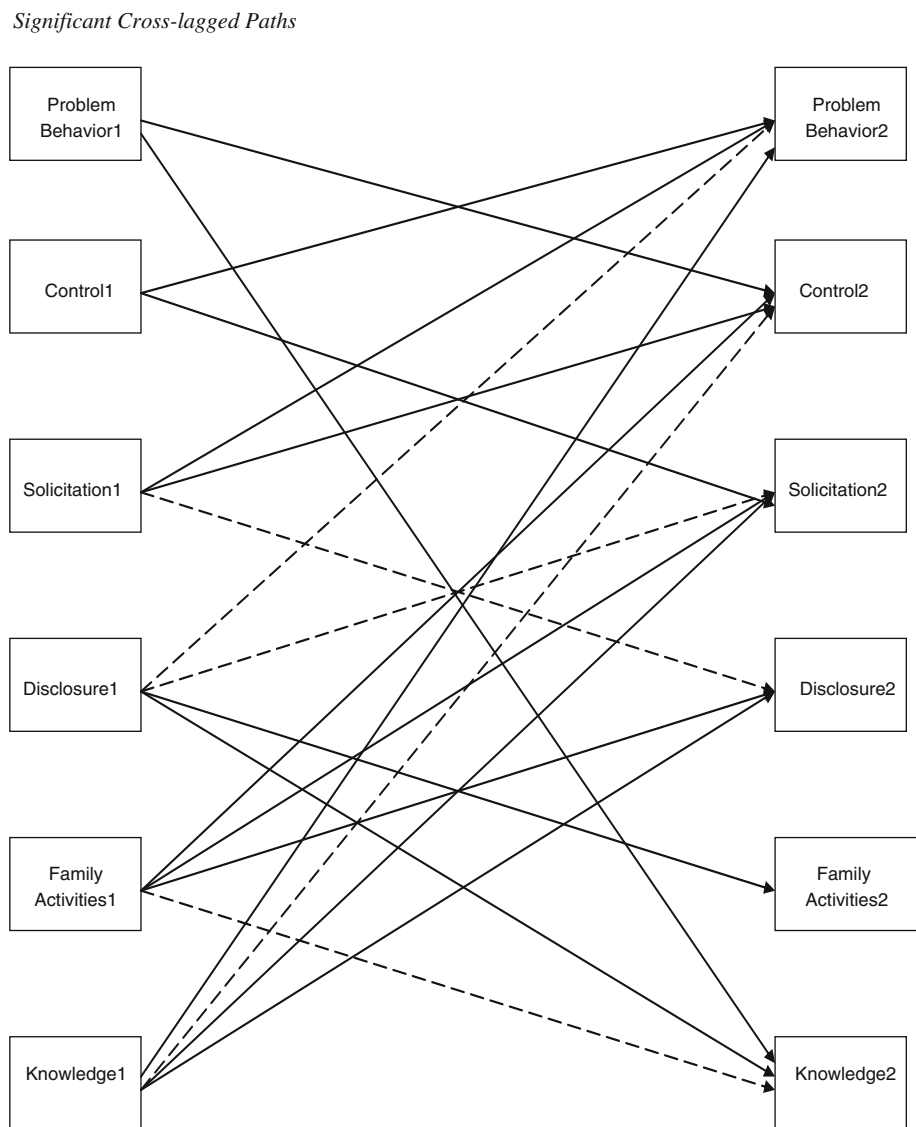 Significant Cross-lagged Paths
Problem
Behavior1
Problem
Behavior2
Control1
Control2
Solicitation1
Solicitation2
Disclosure1
Disclosure2
Family
Activities1
Family
Activities2
Knowledge1
Knowledge2